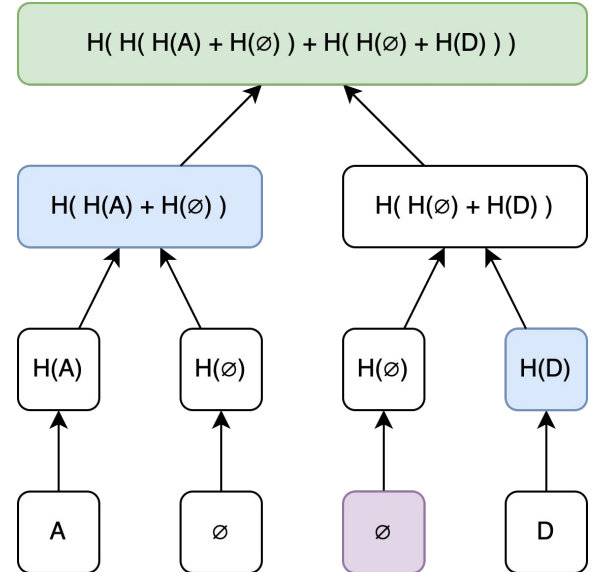 H( H( H(A) + H(∅) ) + H( H(∅) + H(D) ) )
H( H(A) + H(∅) )
H( H(∅) + H(D) )
H(A)
H(∅)
H(∅)
H(D)
A
∅
∅
D